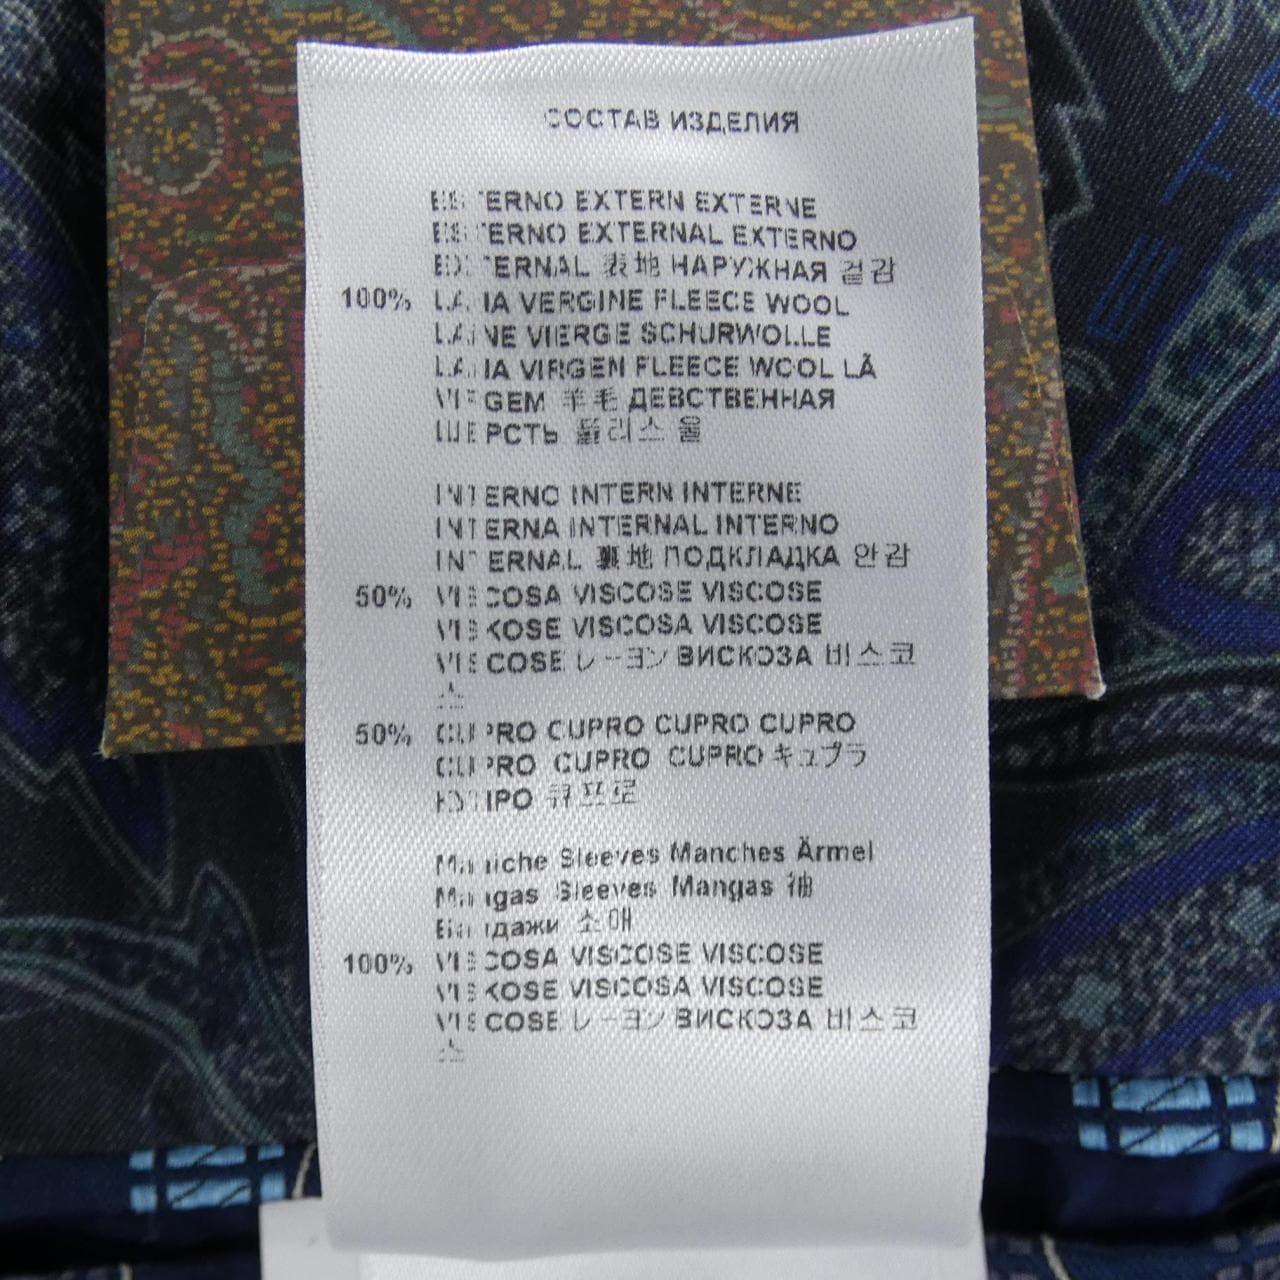 СОСТАВ ИЗДЕЛИЯ
ESTERNO EXTERN EXTERNE
ESTERNO EXTERNAL EXTERNO
EXTERNAL 表地 НАРУЖНАЯ 겉감
100% LANA VERGINE FLEECE WOOL
LAINE VIERGE SCHURWOLLE
LANA VIRGEN FLEECE WOOL LÃ
VIRGEM 羊毛 ДЕВСТВЕННАЯ
ШЕРСТЬ 플리스 울
INTERNO INTERN INTERNE
INTERNA INTERNAL INTERNO
INTERNAL 裏地 ПОДКЛАДКА 안감
50% VISCOSA VISCOSE VISCOSE
VISKOSE VISCOSA VISCOSE
VISCOSE レーヨン ВИСКОЗА 비스코
스
50% CUPRO CUPRO CUPRO CUPRO
CUPRO CUPRO CUPRO キュプラ
КУПРО 큐프로
Maniche Sleeves Manches Ärmel
Mangas Sleeves Mangas 袖
Бандажи 소매
100% VISCOSA VISCOSE VISCOSE
VISKOSE VISCOSA VISCOSE
VISCOSE レーヨン ВИСКОЗА 비스코
스